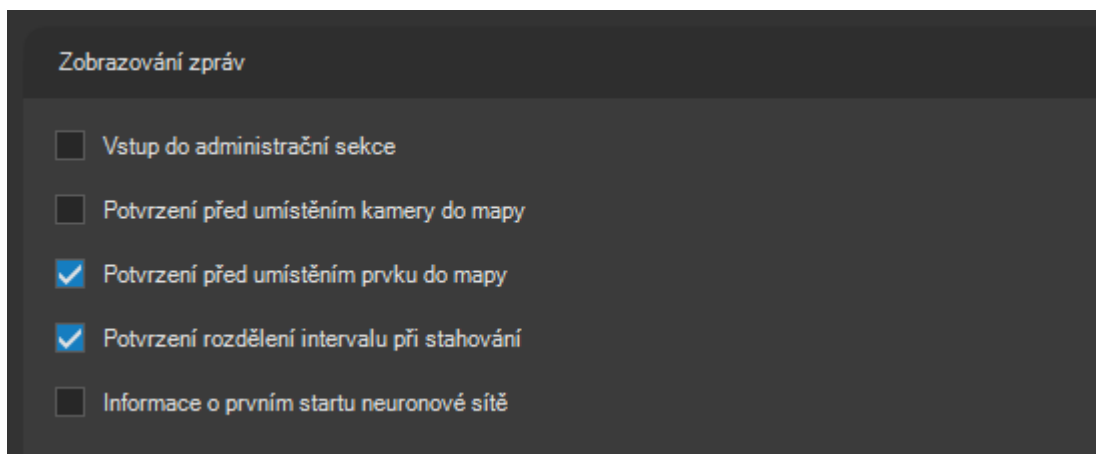 Zobrazování zpráv
Vstup do administrační sekce
Potvrzení před umístěním kamery do mapy
Potvrzení před umístěním prvku do mapy
Potvrzení rozdělení intervalu při stahování
Informace o prvním startu neuronové sítě